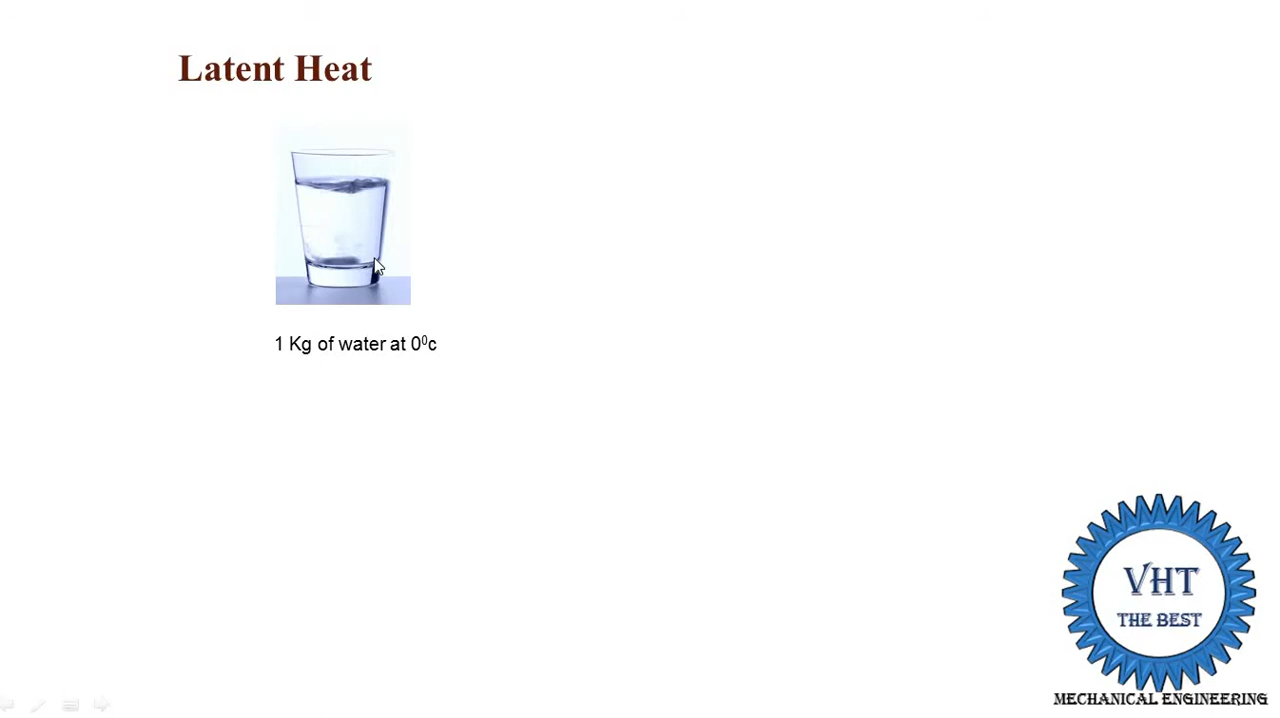 Latent Heat
1 Kg of water at 0⁰c
VHT
THE BEST
MECHANICAL ENGINEERING